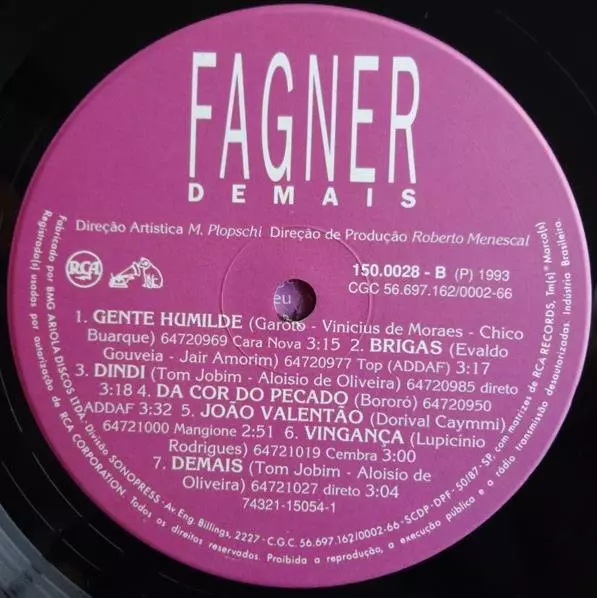 FAGNER
DEMAIS
Direção Artistica M. Plopschi Direção de Produção Roberto Menescal
RCA
150.0028 - B (P) 1993
CGC 56.697.162/0002-66
eu
1. GENTE HUMILDE (Garoto - Vinicius de Moraes - Chico
Buarque) 64720969 Cara Nova 3:15 2. BRIGAS (Evaldo
Gouveia - Jair Amorim) 64720977 Top (ADDAF) 3:17
3. DINDI (Tom Jobim - Aloisio de Oliveira) 64720985 direto
3:18 4. DA COR DO PECADO (Bororó) 64720950
ADDAF 3:32 5. JOÃO VALENTÃO (Dorival Caymmi)
64721000 Mangione 2:51 6. VINGANÇA (Lupicínio
Rodrigues) 64721019 Cembra 3:00
7. DEMAIS (Tom Jobim - Aloisio de
Oliveira) 64721027 direto 3:04
74321-15054-1
Fabricado por BMG ARIOLA DISCOS LTDA.-Divisão SONOPRESS-Av. Eng. Billings, 2227-C.G.C. 56.697.162/0002-66-SCDP-DPF-50/87-SP, com matrizes de RCA RECORDS, Tm(s)® Marca(s)
Registrada(s) usadas por autorização de RCA CORPORATION. Todos os direitos reservados. Proibida a reprodução, a execução pública e a rádio transmissão desautorizadas. Indústria Brasileira.